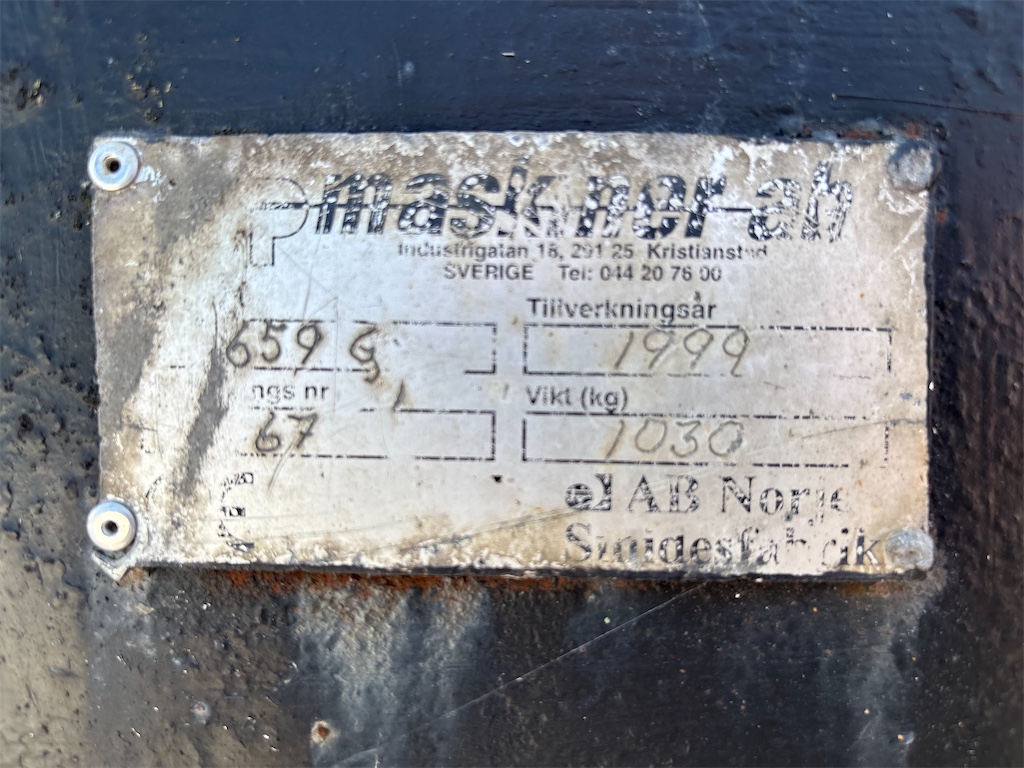 P maskiner ab
Industrigatan 18, 291 25 Kristianstad
SVERIGE Tel: 044 20 76 00
Tillverkningsår
659 G 1999
ngs nr Vikt (kg)
67 1030
AB Norje
Smidesfabrik